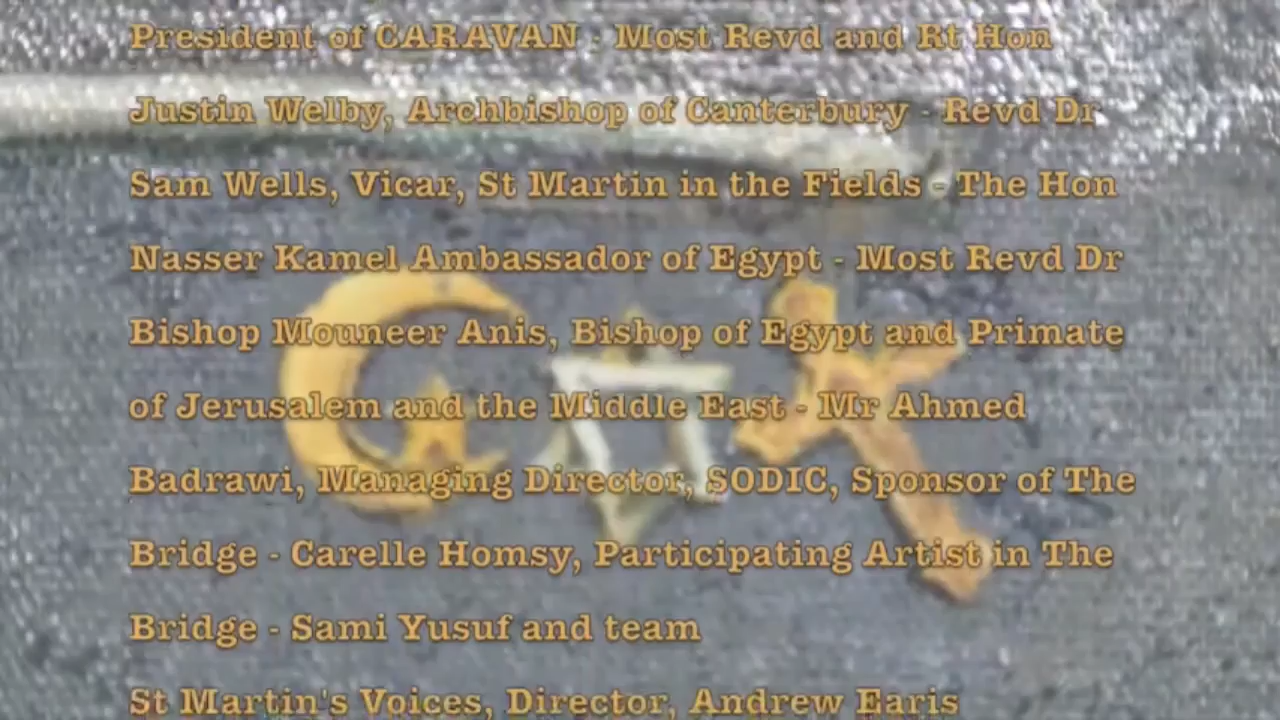 President of CARAVAN - Most Revd and Rt Hon
Justin Welby, Archbishop of Canterbury - Revd Dr
Sam Wells, Vicar, St Martin in the Fields - The Hon
Nasser Kamel Ambassador of Egypt - Most Revd Dr
Bishop Mouneer Anis, Bishop of Egypt and Primate
of Jerusalem and the Middle East - Mr Ahmed
Badrawi, Managing Director, SODIC, Sponsor of The
Bridge - Carelle Homsy, Participating Artist in The
Bridge - Sami Yusuf and team
St Martin's Voices, Director, Andrew Earis